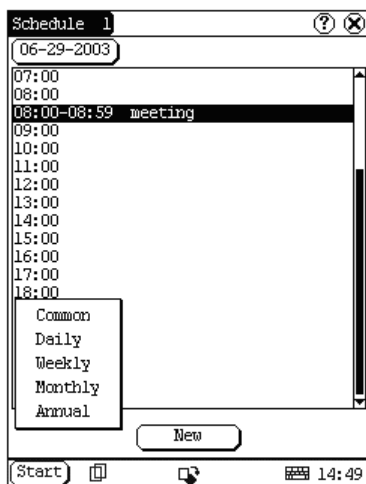 Schedule 1
06-29-2003
07:00
08:00
08:00-08:59 meeting
09:00
10:00
11:00
12:00
13:00
14:00
15:00
16:00
17:00
18:00
Common
Daily
Weekly
Monthly
Annual
New
Start 14:49